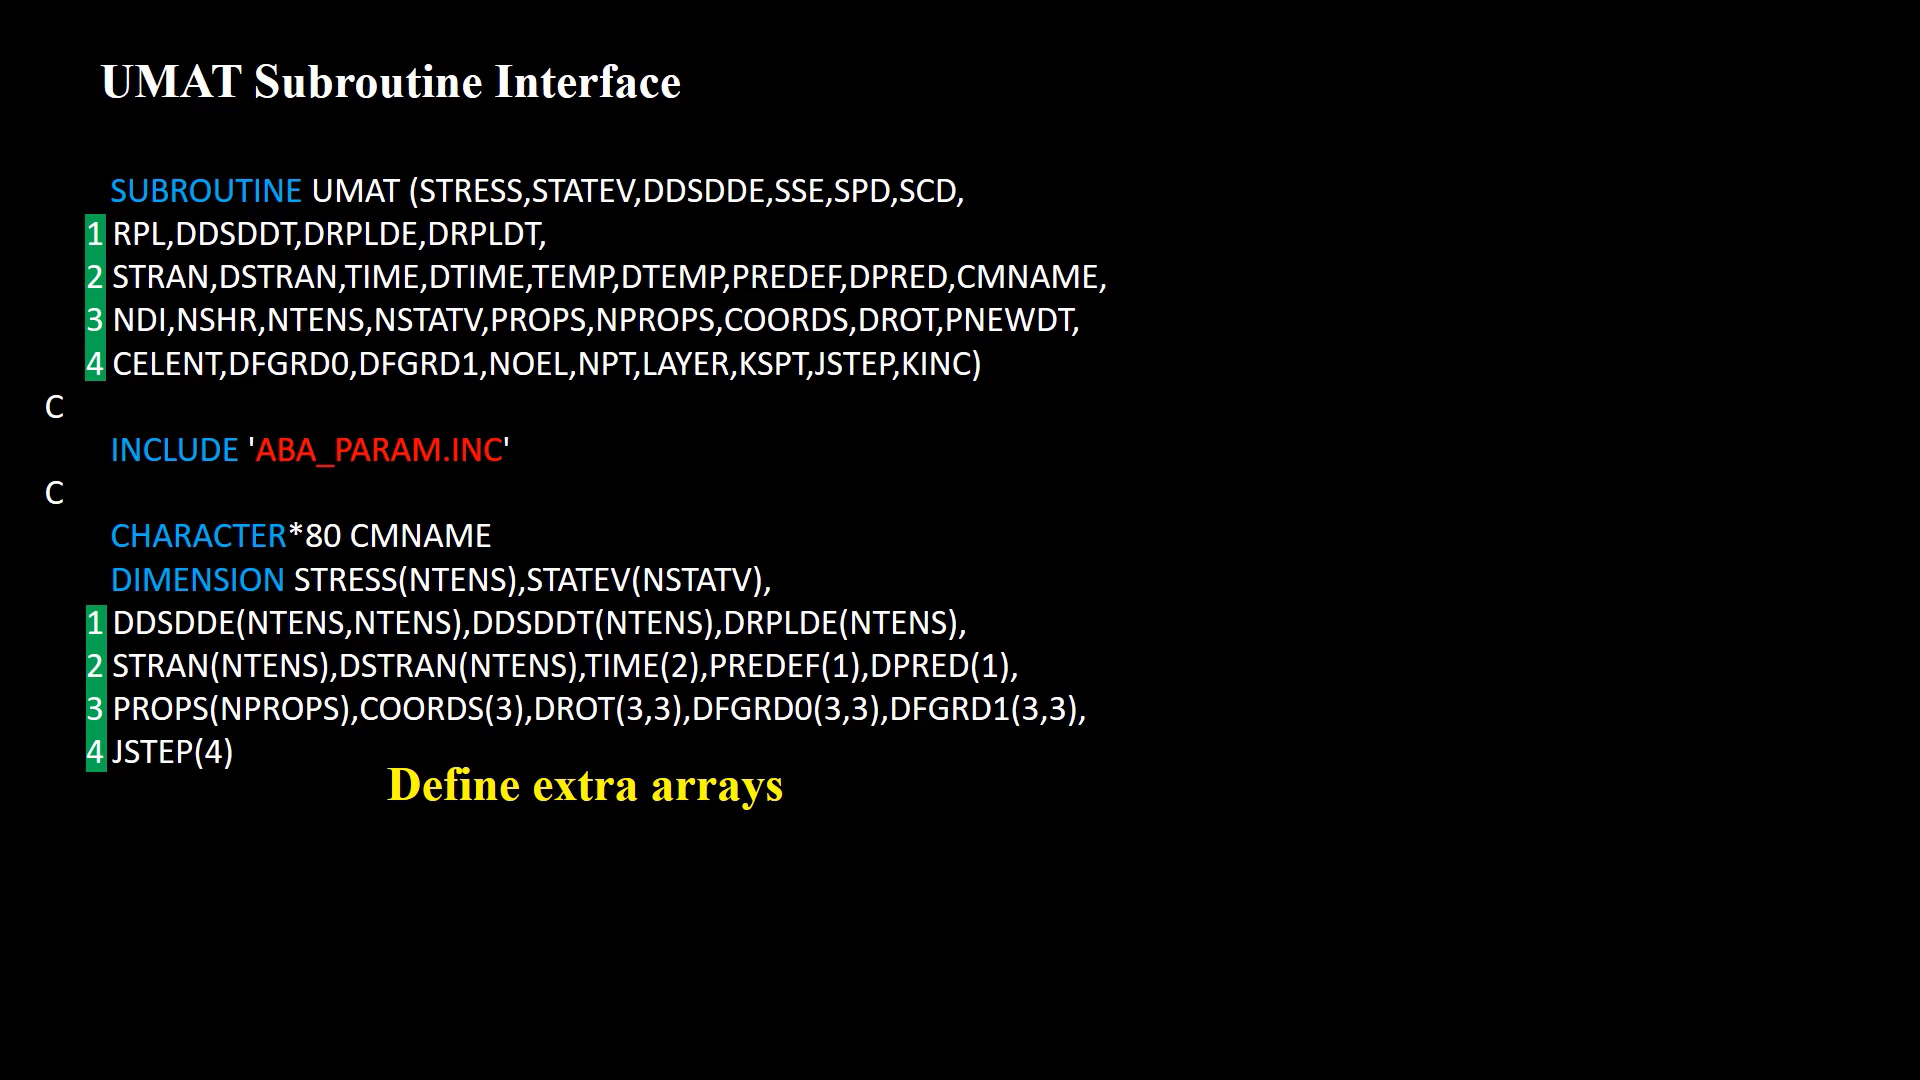 UMAT Subroutine Interface
SUBROUTINE UMAT (STRESS,STATEV,DDSDDE,SSE,SPD,SCD,
1 RPL,DDSDDT,DRPLDE,DRPLDT,
2 STRAN,DSTRAN,TIME,DTIME,TEMP,DTEMP,PREDEF,DPRED,CMNAME,
3 NDI,NSHR,NTENS,NSTATV,PROPS,NPROPS,COORDS,DROT,PNEWDT,
4 CELENT,DFGRD0,DFGRD1,NOEL,NPT,LAYER,KSPT,JSTEP,KINC)
C
INCLUDE 'ABA_PARAM.INC'
C
CHARACTER*80 CMNAME
DIMENSION STRESS(NTENS),STATEV(NSTATV),
1 DDSDDE(NTENS,NTENS),DDSDDT(NTENS),DRPLDE(NTENS),
2 STRAN(NTENS),DSTRAN(NTENS),TIME(2),PREDEF(1),DPRED(1),
3 PROPS(NPROPS),COORDS(3),DROT(3,3),DFGRD0(3,3),DFGRD1(3,3),
4 JSTEP(4)
Define extra arrays